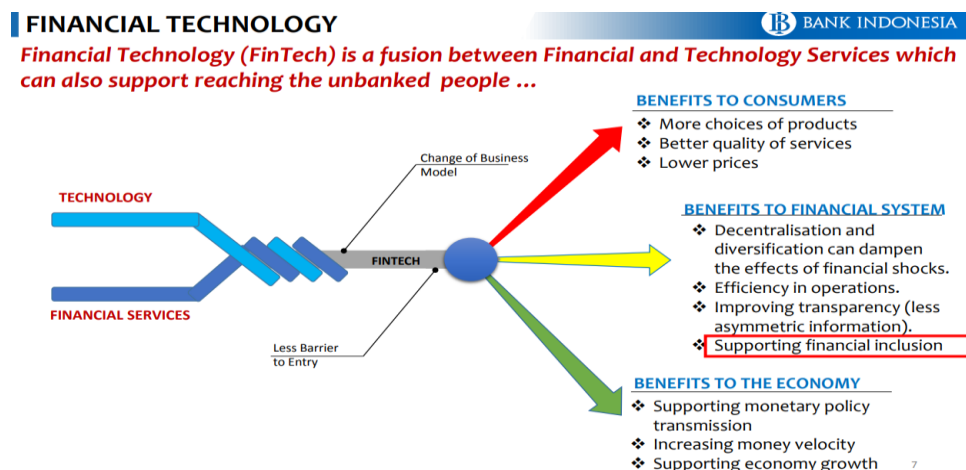 FINANCIAL TECHNOLOGY
BANK INDONESIA
Financial Technology (FinTech) is a fusion between Financial and Technology Services which
can also support reaching the unbanked people ...
BENEFITS TO CONSUMERS
❖ More choices of products
❖ Better quality of services
❖ Lower prices
Change of Business
Model
TECHNOLOGY
FINTECH
FINANCIAL SERVICES
Less Barrier
to Entry
BENEFITS TO FINANCIAL SYSTEM
❖ Decentralisation and
diversification can dampen
the effects of financial shocks.
❖ Efficiency in operations.
❖ Improving transparency (less
asymmetric information).
❖ Supporting financial inclusion
BENEFITS TO THE ECONOMY
❖ Supporting monetary policy
transmission
❖ Increasing money velocity
❖ Supporting economy growth
7